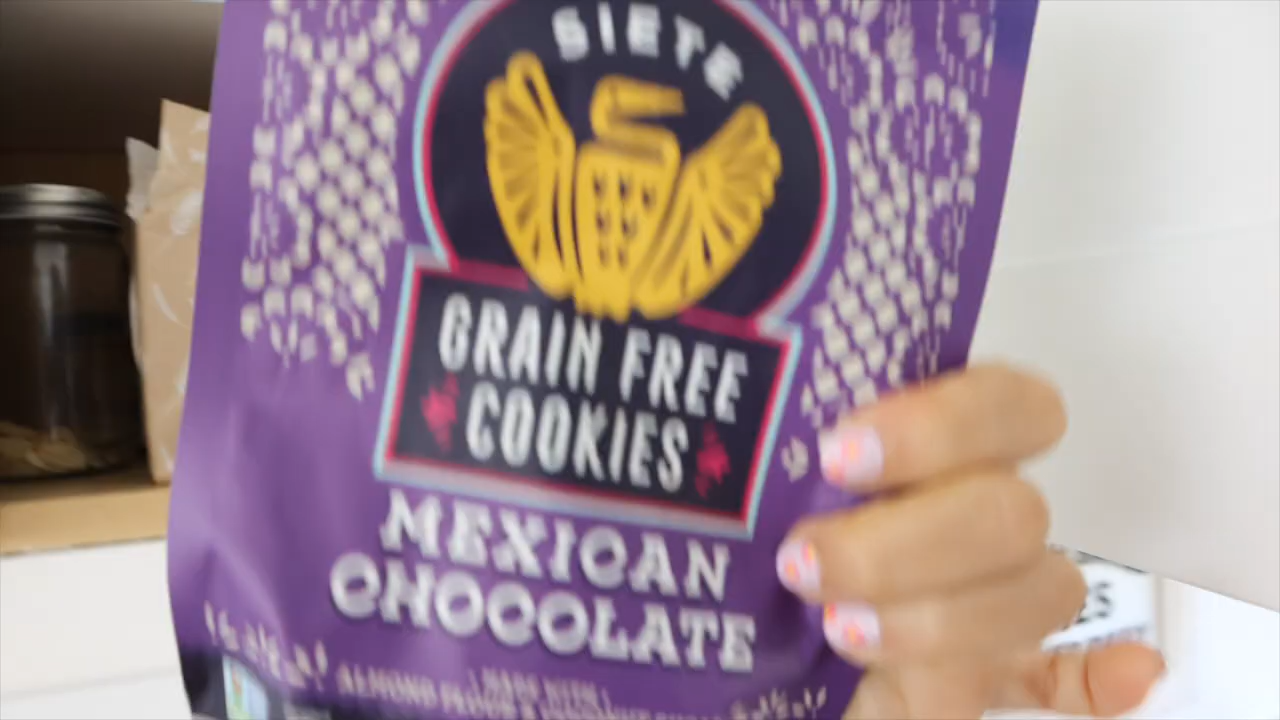 SIETE
GRAIN FREE
COOKIES
MEXICAN
CHOCOLATE
MADE WITH
ALMOND FLOUR &